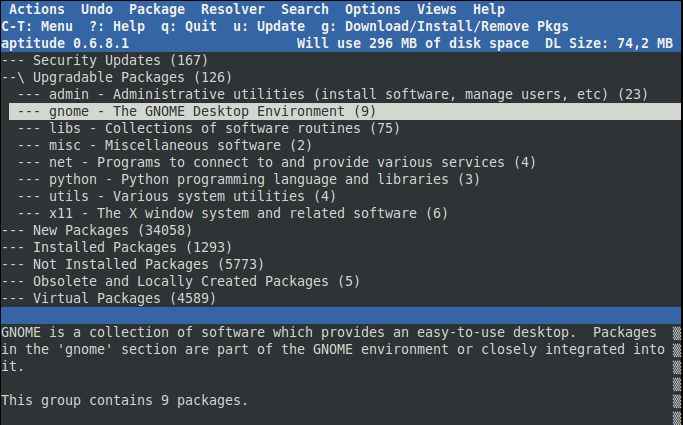 Actions  Undo  Package  Resolver  Search  Options  Views  Help
C-T: Menu  ?: Help  q: Quit  u: Update  g: Download/Install/Remove Pkgs
aptitude 0.6.8.1                     Will use 296 MB of disk space  DL Size: 74,2 MB
--- Security Updates (167)
--\ Upgradable Packages (126)
  --- admin - Administrative utilities (install software, manage users, etc) (23)
  --- gnome - The GNOME Desktop Environment (9)
  --- libs - Collections of software routines (75)
  --- misc - Miscellaneous software (2)
  --- net - Programs to connect to and provide various services (4)
  --- python - Python programming language and libraries (3)
  --- utils - Various system utilities (4)
  --- x11 - The X window system and related software (6)
--- New Packages (34058)
--- Installed Packages (1293)
--- Not Installed Packages (5773)
--- Obsolete and Locally Created Packages (5)
--- Virtual Packages (4589)
GNOME is a collection of software which provides an easy-to-use desktop.  Packages
in the 'gnome' section are part of the GNOME environment or closely integrated into
it.
This group contains 9 packages.